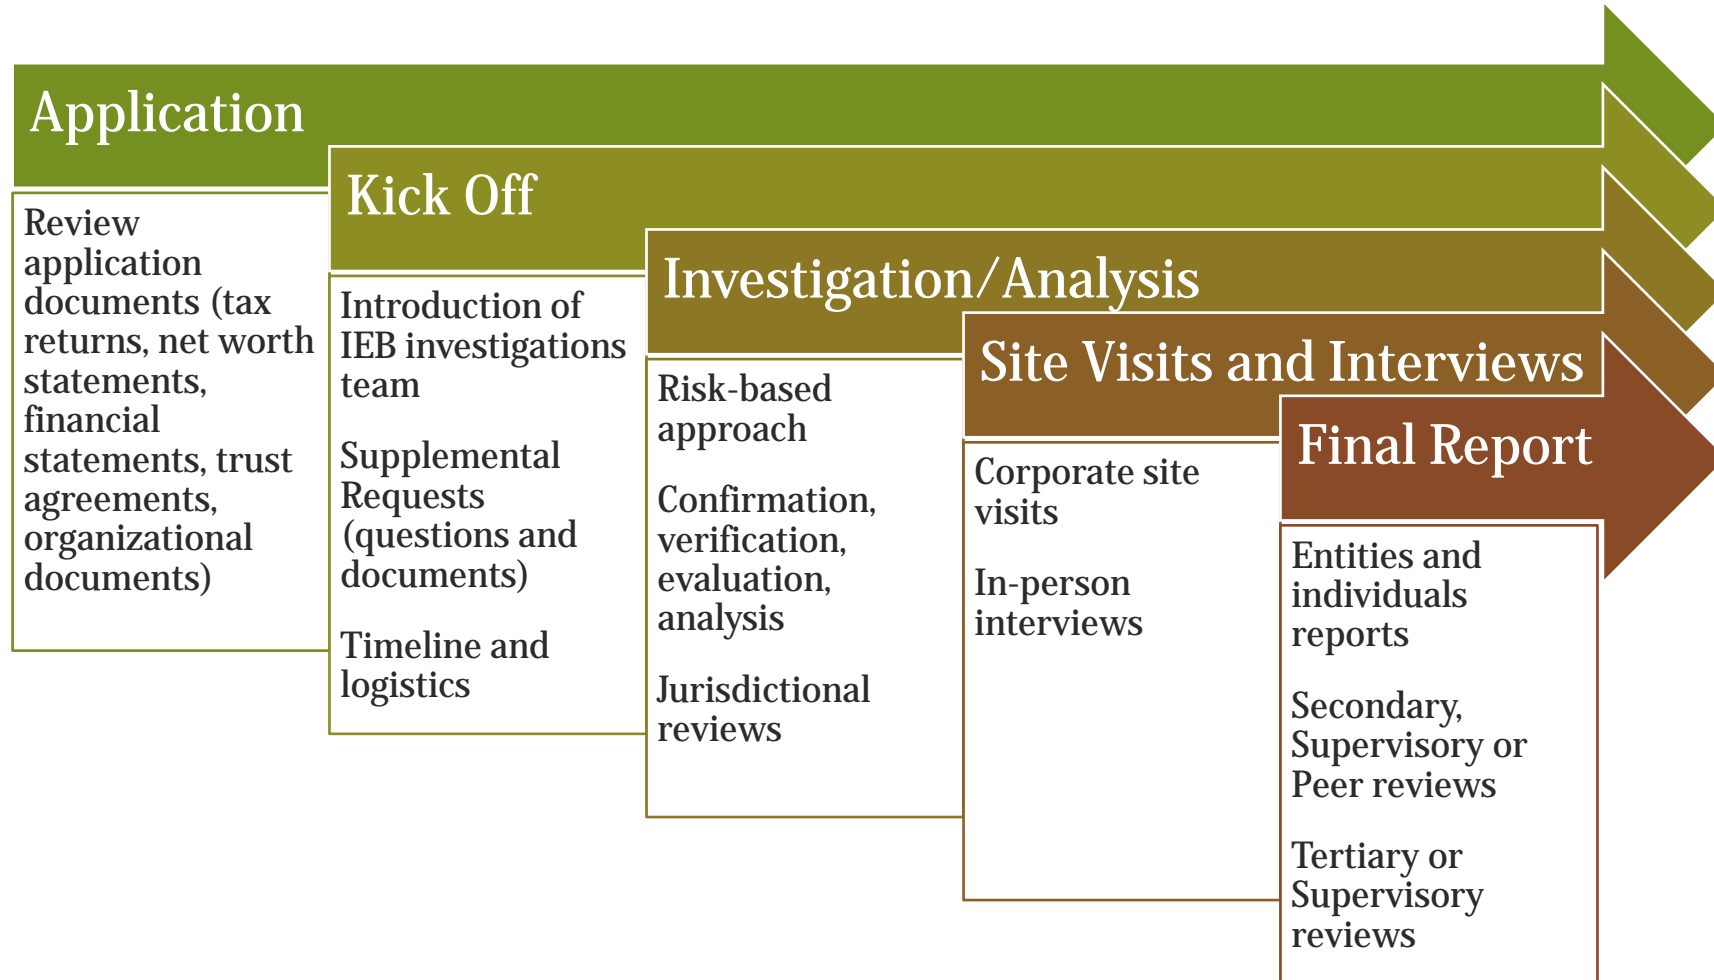 Application
Review
application
documents (tax
returns, net worth
statements,
financial
statements, trust
agreements,
organizational
documents)
Kick Off
Introduction of
IEB investigations
team
Supplemental
Requests
(questions and
documents)
Timeline and
logistics
Investigation/Analysis
Risk-based
approach
Confirmation,
verification,
evaluation,
analysis
Jurisdictional
reviews
Site Visits and Interviews
Corporate site
visits
In-person
interviews
Final Report
Entities and
individuals
reports
Secondary,
Supervisory or
Peer reviews
Tertiary or
Supervisory
reviews